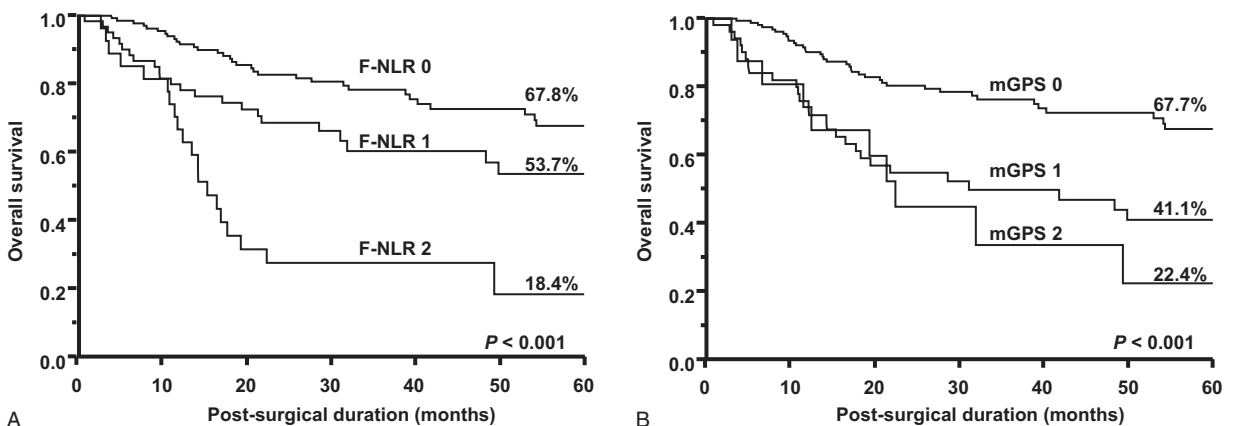 1.0
0.8
0.6
0.4
0.2
0.0
Overall survival
F-NLR 0
67.8%
F-NLR 1
53.7%
F-NLR 2
18.4%
P < 0.001
0 10 20 30 40 50 60
Post-surgical duration (months)
A
1.0
0.8
0.6
0.4
0.2
0.0
Overall survival
mGPS 0
67.7%
mGPS 1
41.1%
mGPS 2
22.4%
P < 0.001
0 10 20 30 40 50 60
Post-surgical duration (months)
B